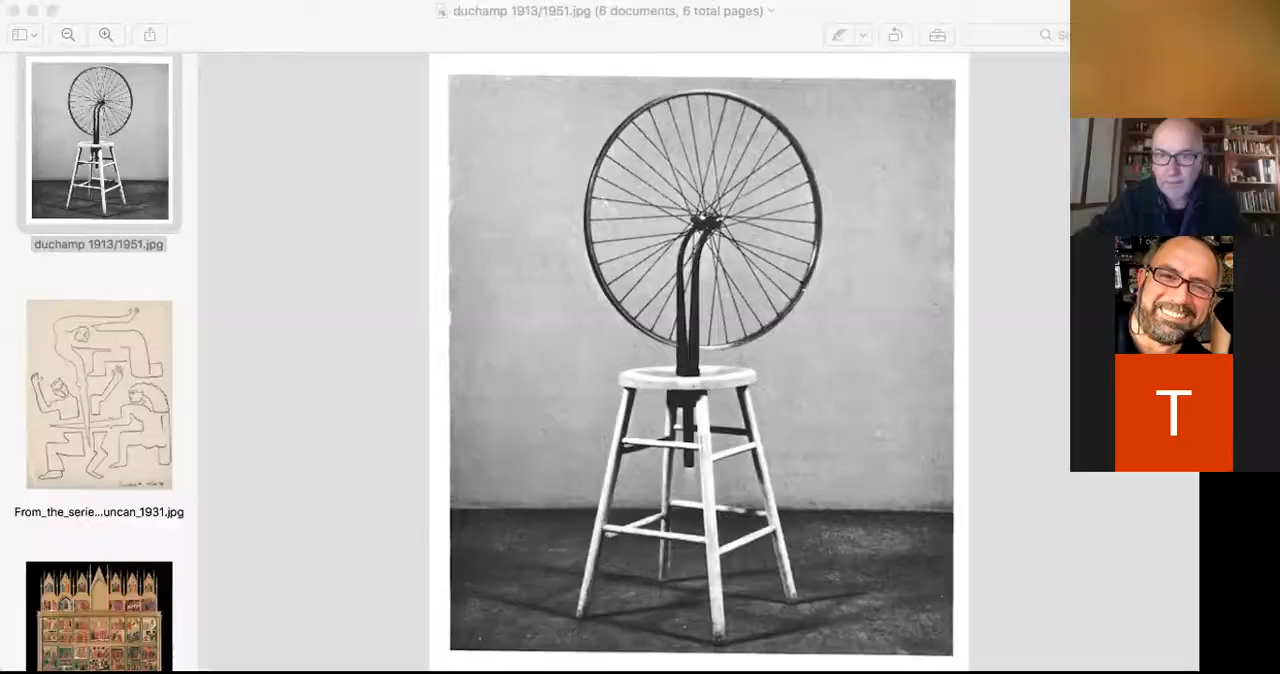 duchamp 1913/1951.jpg (6 documents, 6 total pages)
duchamp 1913/1951.jpg
From_the_serie...uncan_1931.jpg
T